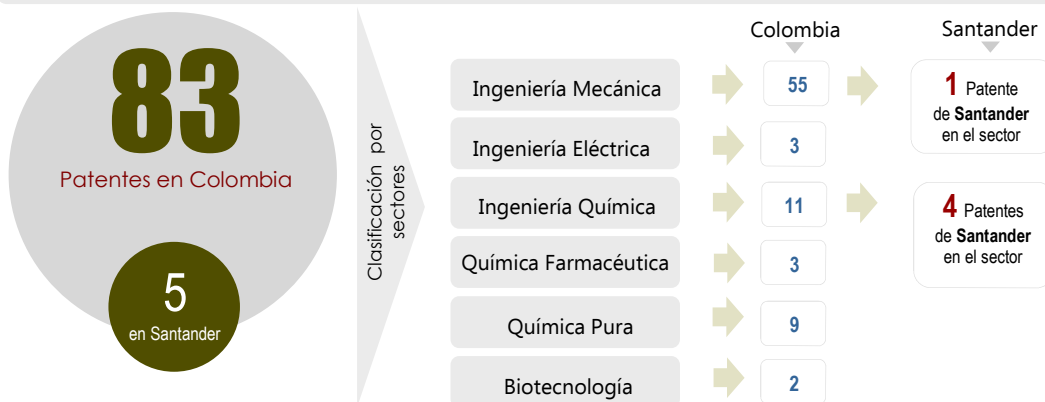 83
Patentes en Colombia
5
en Santander
Clasificación por
sectores
Colombia
Santander
Ingeniería Mecánica
55
1 Patente
de Santander
en el sector
Ingeniería Eléctrica
3
Ingeniería Química
11
4 Patentes
de Santander
en el sector
Química Farmacéutica
3
Química Pura
9
Biotecnología
2